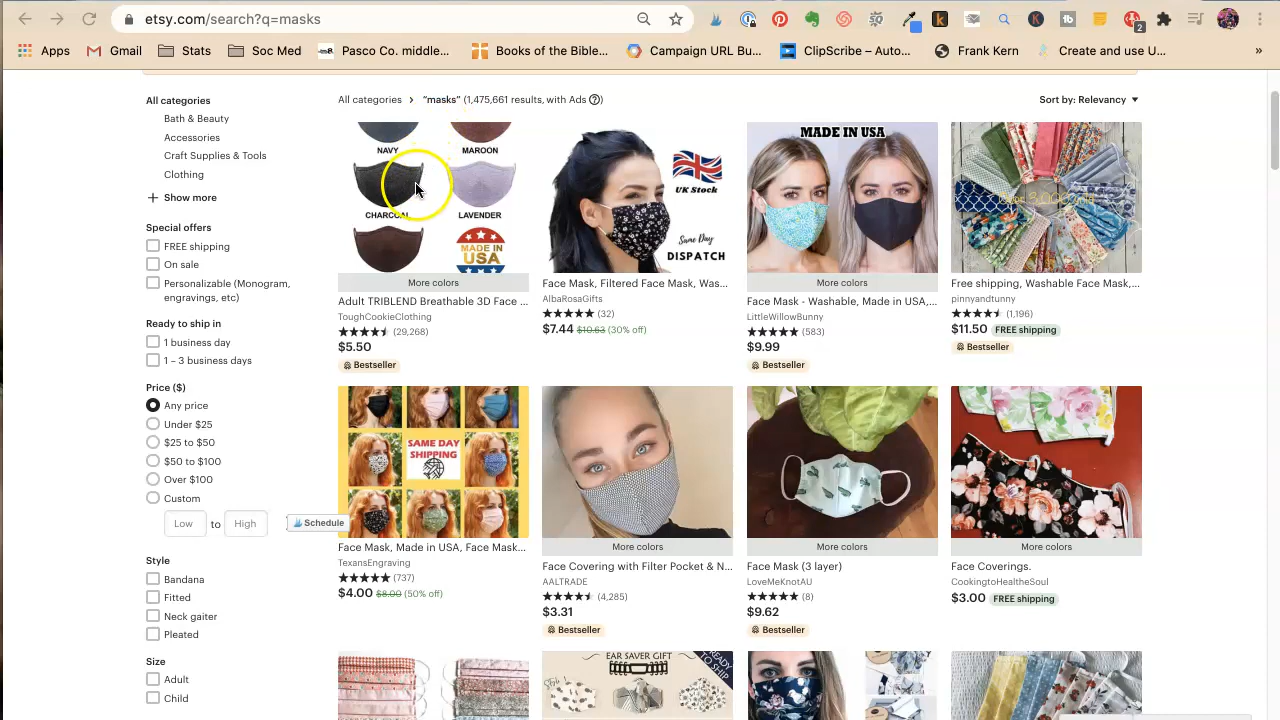 etsy.com/search?q=masks
2
Apps
Gmail
Stats
Soc Med
Pasco Co. middle...
Books of the Bible...
Campaign URL Bu...
ClipScribe – Auto...
Frank Kern
Create and use U...
»
All categories
Bath & Beauty
Accessories
Craft Supplies & Tools
Clothing
+ Show more
Special offers
FREE shipping
On sale
Personalizable (Monogram, engravings, etc)
Ready to ship in
1 business day
1 – 3 business days
Price ($)
Any price
Under $25
$25 to $50
$50 to $100
Over $100
Custom
Low to High
Schedule
Style
Bandana
Fitted
Neck gaiter
Pleated
Size
Adult
Child
All categories > “masks” (1,475,661 results, with Ads ?)
Sort by: Relevancy
NAVY
MAROON
CHARCOAL
LAVENDER
MADE IN USA
More colors
Adult TRIBLEND Breathable 3D Face ...
ToughCookieClothing
(29,268)
$5.50
Bestseller
UK Stock
Same Day
DISPATCH
Face Mask, Filtered Face Mask, Was...
AlbaRosaGifts
(32)
$7.44 $10.63 (30% off)
MADE IN USA
More colors
Face Mask - Washable, Made in USA,...
LittleWillowBunny
(583)
$9.99
Bestseller
Free shipping, Washable Face Mask,...
pinnyandtunny
(1,196)
$11.50 FREE shipping
Bestseller
SAME DAY
SHIPPING
Face Mask, Made in USA, Face Mask...
TexansEngraving
(737)
$4.00 $8.00 (50% off)
More colors
Face Covering with Filter Pocket & N...
AALTRADE
(4,285)
$3.31
Bestseller
More colors
Face Mask (3 layer)
LoveMeKnotAU
(8)
$9.62
Bestseller
More colors
Face Coverings.
CookingtoHealtheSoul
$3.00 FREE shipping
EAR SAVER GIFT
READY TO SHIP